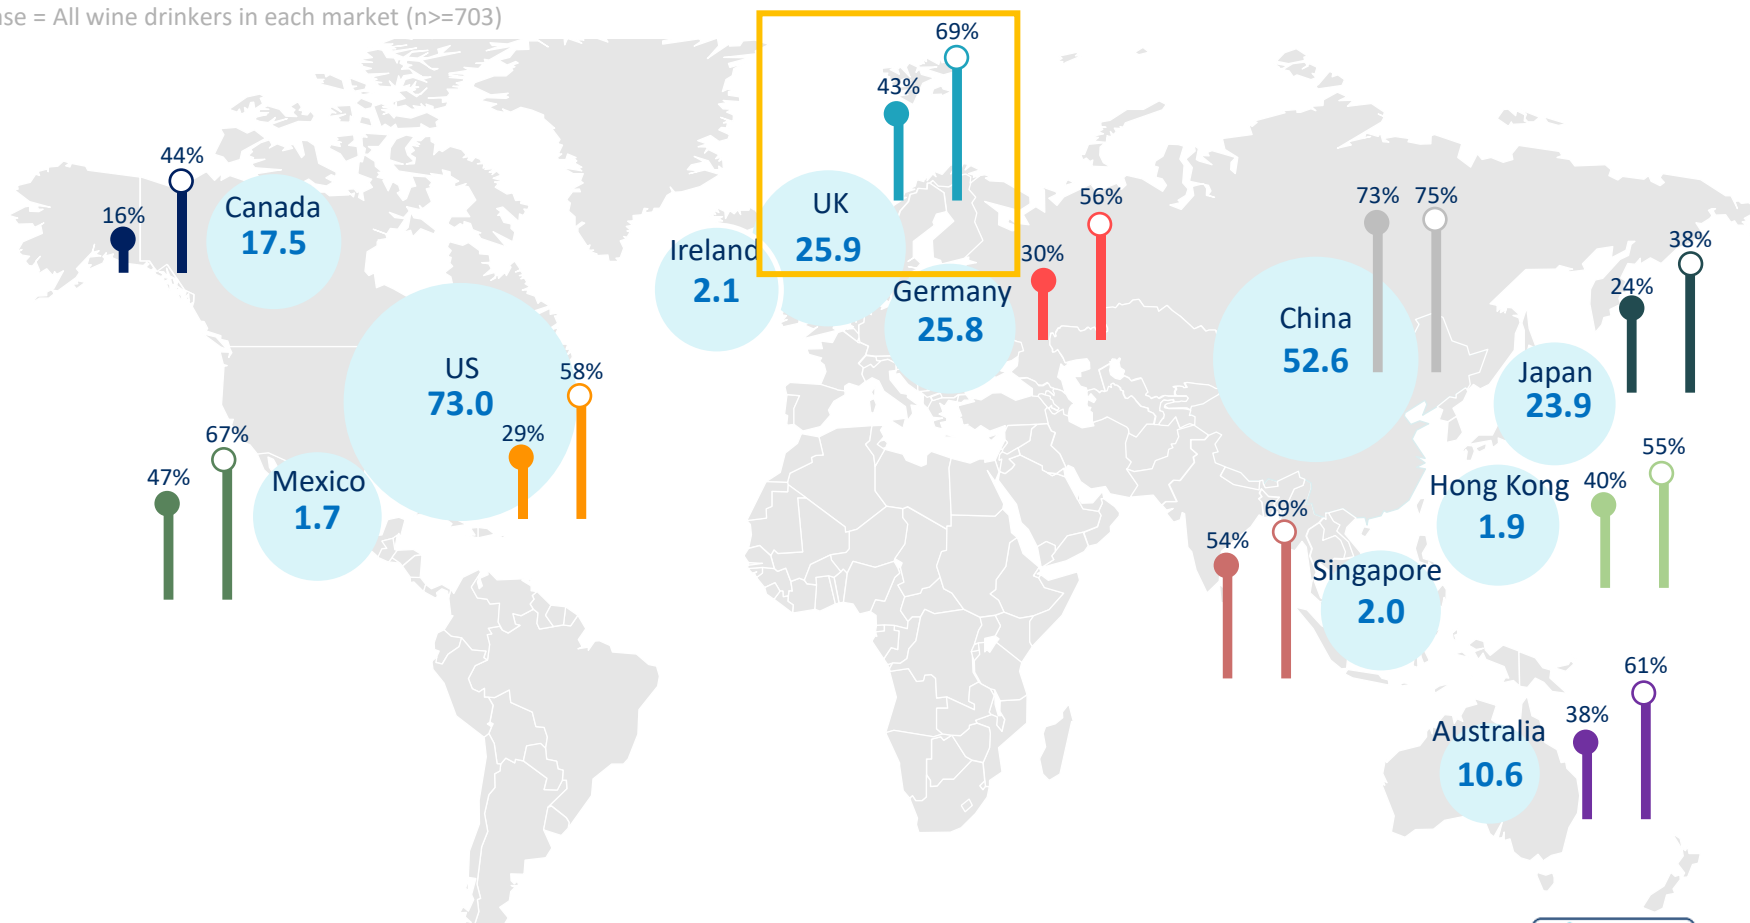 = All wine drinkers in each market (n>=703)
69%
43%
44%
16%
Canada
17.5
UK
25.9
Ireland
2.1
Germany
25.8
56%
30%
73%
75%
China
52.6
38%
24%
Japan
23.9
US
73.0
58%
29%
67%
47%
Mexico
1.7
55%
40%
Hong Kong
1.9
69%
54%
Singapore
2.0
61%
38%
Australia
10.6